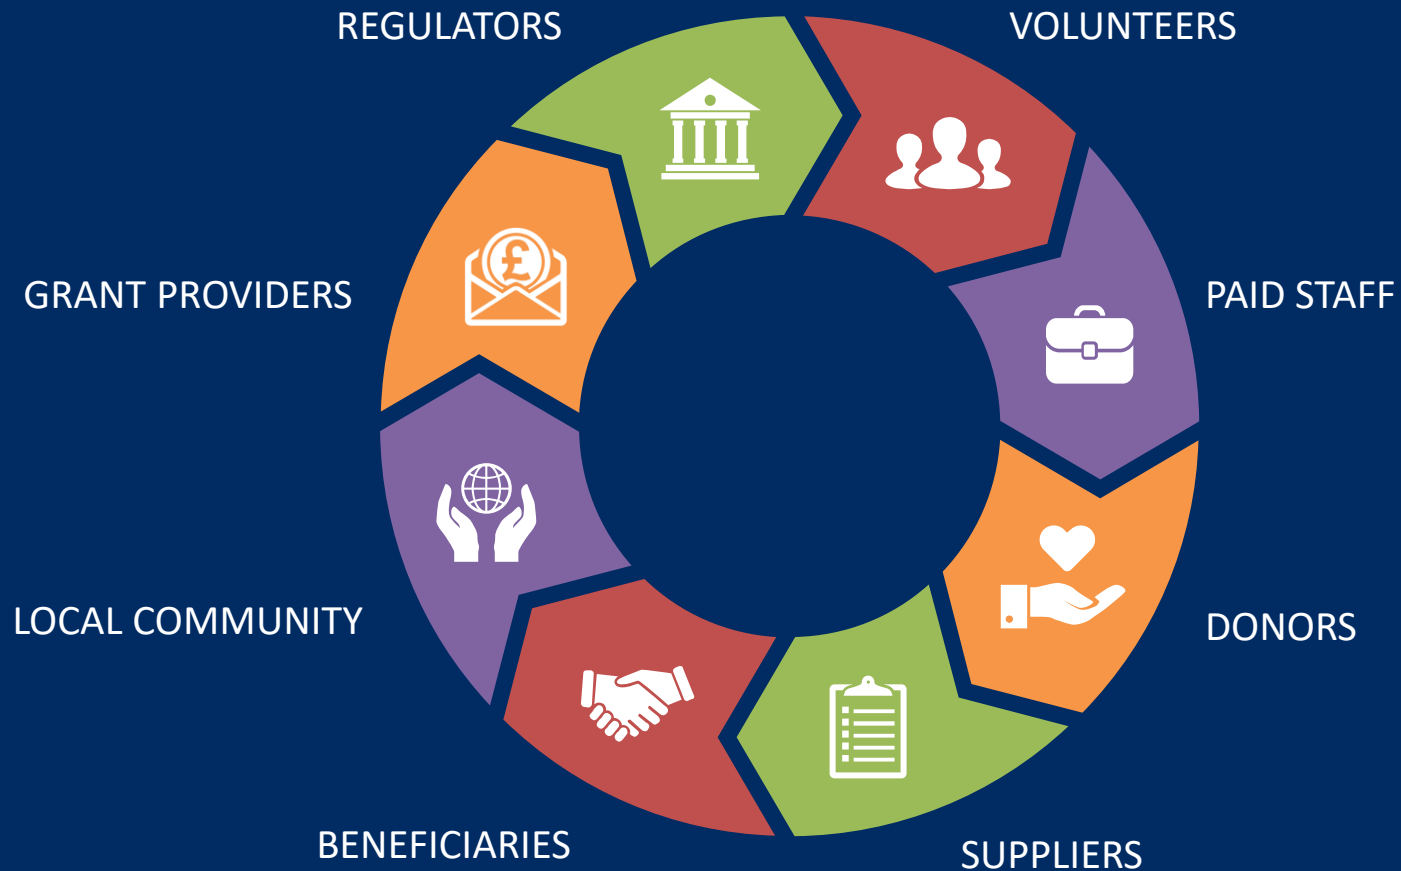 REGULATORS
VOLUNTEERS
GRANT PROVIDERS
£
PAID STAFF
LOCAL COMMUNITY
DONORS
BENEFICIARIES
SUPPLIERS